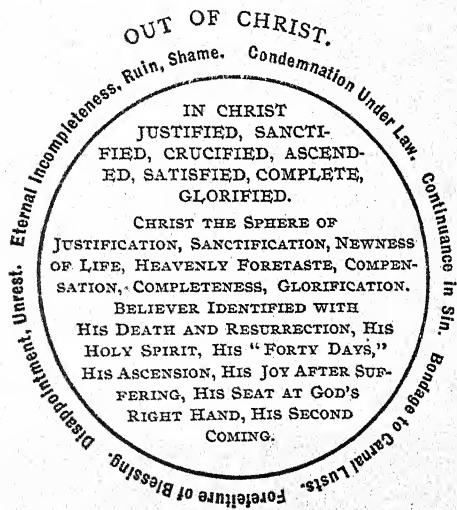 OUT OF CHRIST.
Condemnation Under Law. Continuance in Sin. Bondage to Carnal Lusts. Forfeiture of Blessing. Disappointment, Unrest. Eternal Incompleteness, Ruin, Shame.
IN CHRIST
JUSTIFIED, SANCTI-
FIED, CRUCIFIED, ASCEND-
ED, SATISFIED, COMPLETE,
GLORIFIED.
CHRIST THE SPHERE OF
JUSTIFICATION, SANCTIFICATION, NEWNESS
OF LIFE, HEAVENLY FORETASTE, COMPEN-
SATION, COMPLETENESS, GLORIFICATION.
BELIEVER IDENTIFIED WITH
HIS DEATH AND RESURRECTION, HIS
HOLY SPIRIT, HIS "FORTY DAYS,"
HIS ASCENSION, HIS JOY AFTER SUF-
FERING, HIS SEAT AT GOD'S
RIGHT HAND, HIS SECOND
COMING.